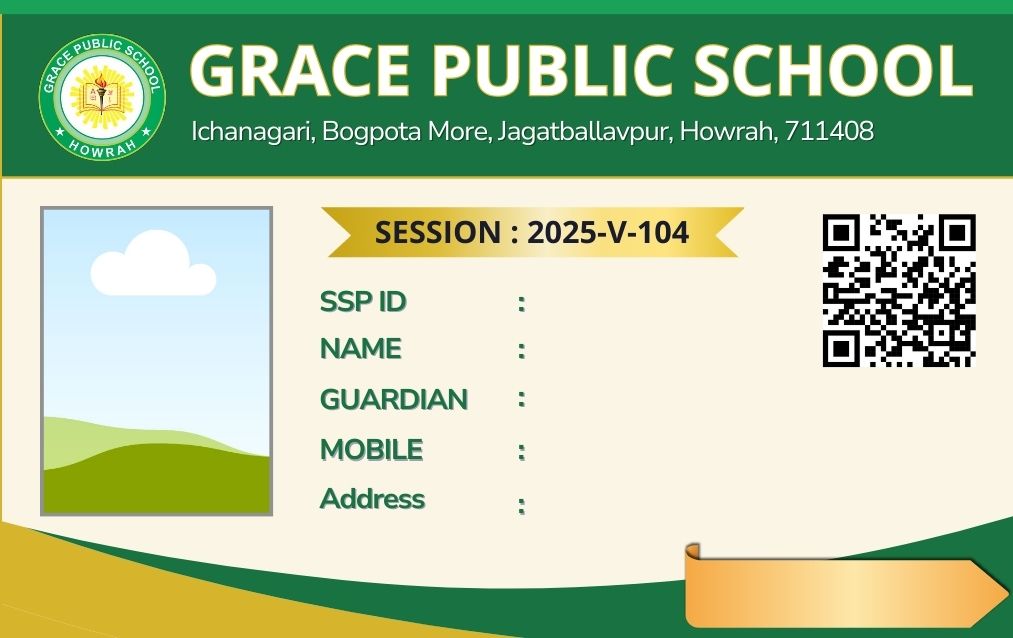 GRACE PUBLIC SCHOOL
HOWRAH
GRACE PUBLIC SCHOOL
Ichanagari, Bogpota More, Jagatballavpur, Howrah, 711408
SESSION : 2025-V-104
SSP ID :
NAME :
GUARDIAN :
MOBILE :
Address :